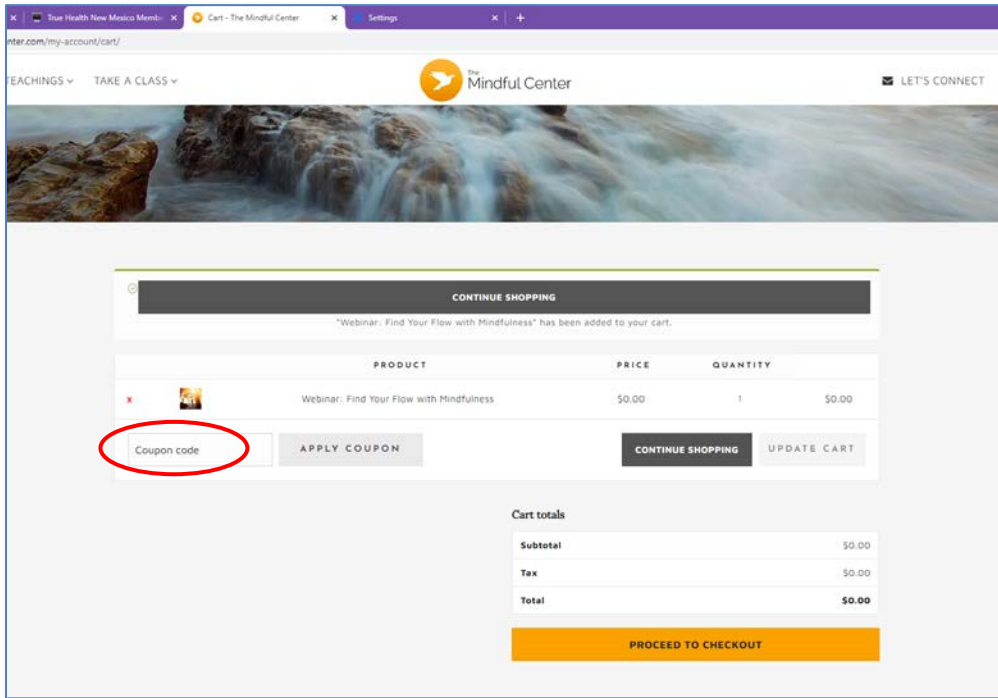 True Health New Mexico Memb
Cart - The Mindful Center
Settings
nter.com/my-account/cart/
TEACHINGS
TAKE A CLASS
The
Mindful Center
LET'S CONNECT
CONTINUE SHOPPING
"Webinar: Find Your Flow with Mindfulness" has been added to your cart.
PRODUCT PRICE QUANTITY
x Webinar: Find Your Flow with Mindfulness $0.00 1 $0.00
Coupon code APPLY COUPON CONTINUE SHOPPING UPDATE CART
Cart totals
Subtotal $0.00
Tax $0.00
Total $0.00
PROCEED TO CHECKOUT